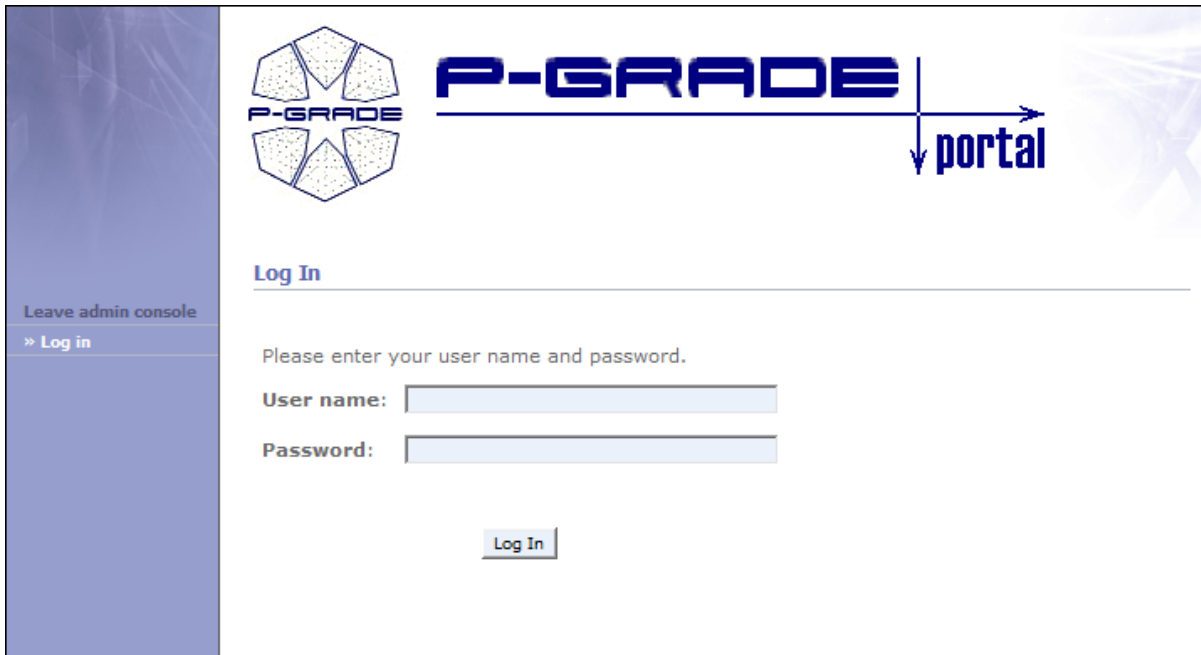 P-GRADE
P-GRADE
portal
Log In
Leave admin console
» Log in
Please enter your user name and password.
User name:
Password:
Log In